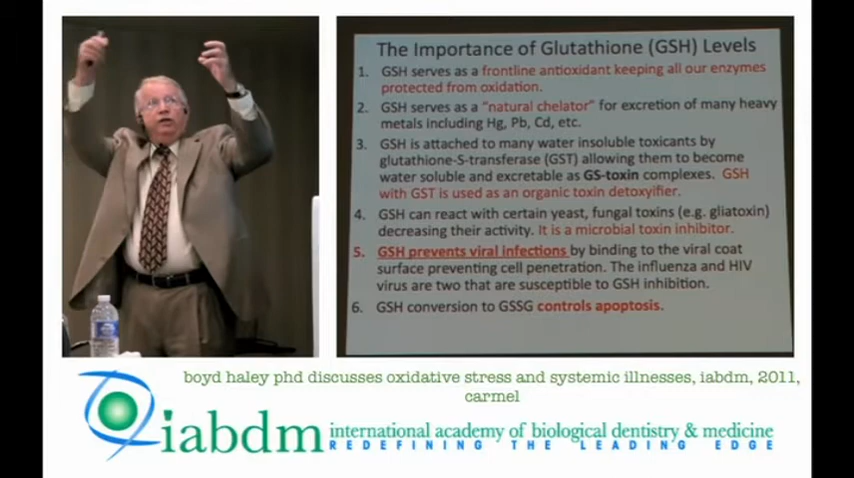 The Importance of Glutathione (GSH) Levels
1. GSH serves as a frontline antioxidant keeping all our enzymes
protected from oxidation.
2. GSH serves as a "natural chelator" for excretion of many heavy
metals including Hg, Pb, Cd, etc.
3. GSH is attached to many water insoluble toxicants by
glutathione-S-transferase (GST) allowing them to become
water soluble and excretable as GS-toxin complexes. GSH
with GST is used as an organic toxin detoxyifier.
4. GSH can react with certain yeast, fungal toxins (e.g. gliatoxin)
decreasing their activity. It is a microbial toxin inhibitor.
5. GSH prevents viral infections by binding to the viral coat
surface preventing cell penetration. The influenza and HIV
virus are two that are susceptible to GSH inhibition.
6. GSH conversion to GSSG controls apoptosis.
boyd haley phd discusses oxidative stress and systemic illnesses, iabdm, 2011,
carmel
iabdm
international academy of biological dentistry & medicine
REDEFINING THE LEADING EDGE